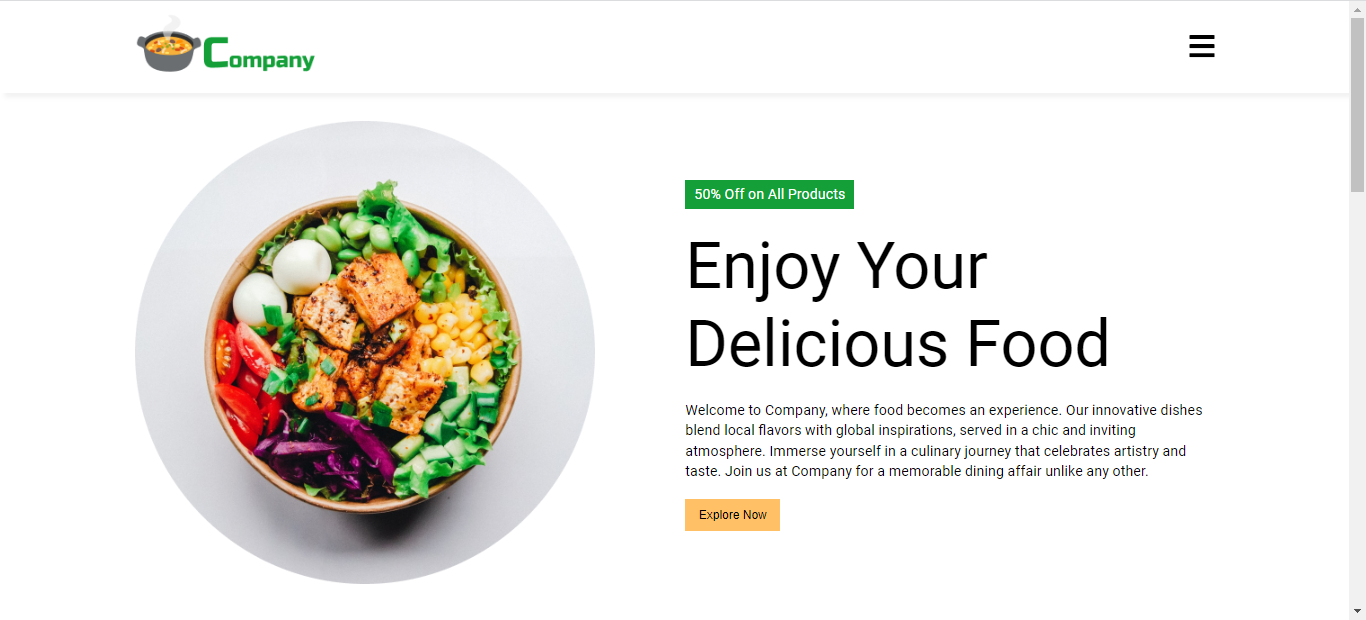 Company
50% Off on All Products
Enjoy Your
Delicious Food
Welcome to Company, where food becomes an experience. Our innovative dishes
blend local flavors with global inspirations, served in a chic and inviting
atmosphere. Immerse yourself in a culinary journey that celebrates artistry and
taste. Join us at Company for a memorable dining affair unlike any other.
Explore Now